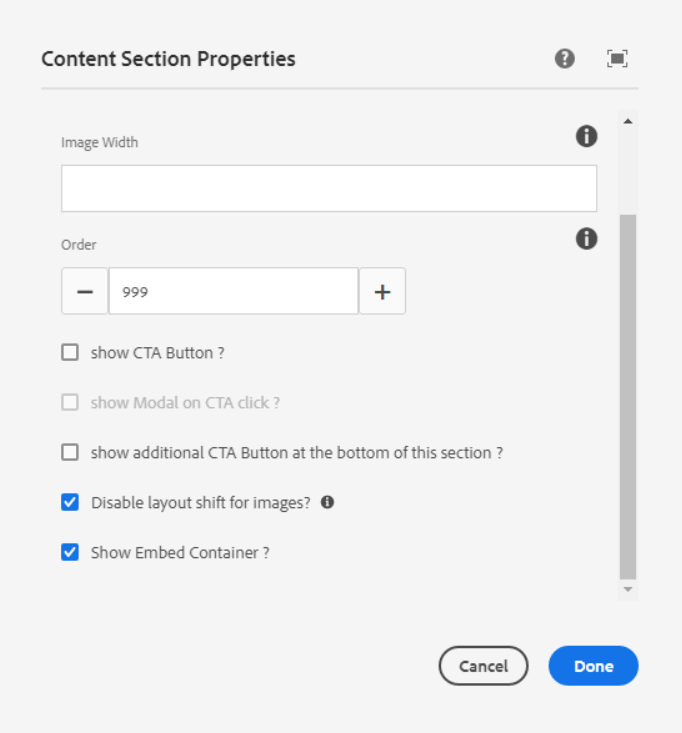 Content Section Properties
Image Width
Order
999
show CTA Button ?
show Modal on CTA click ?
show additional CTA Button at the bottom of this section ?
Disable layout shift for images?
Show Embed Container ?
Cancel Done